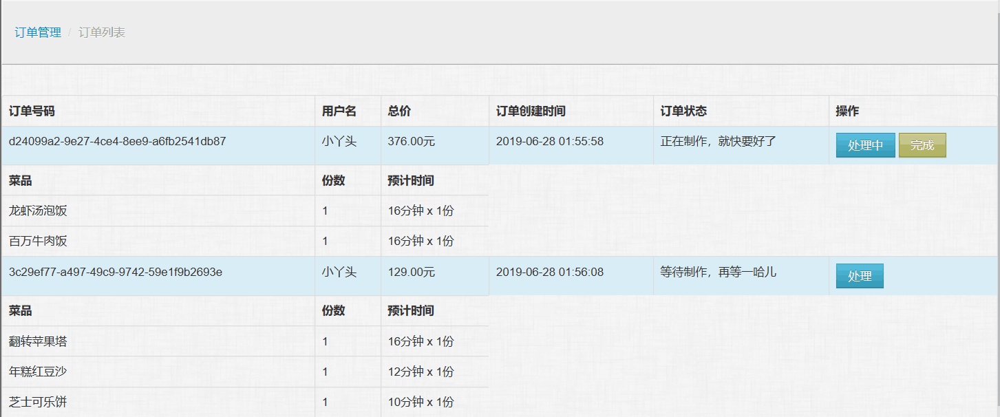 订单管理 / 订单列表
订单号码 用户名 总价 订单创建时间 订单状态 操作
d24099a2-9e27-4ce4-8ee9-a6fb2541db87 小丫头 376.00元 2019-06-28 01:55:58 正在制作，就快要好了 处理中 完成
菜品 份数 预计时间
龙虾汤泡饭 1 16分钟 x 1份
百万牛肉饭 1 16分钟 x 1份
3c29ef77-a497-49c9-9742-59e1f9b2693e 小丫头 129.00元 2019-06-28 01:56:08 等待制作，再等一哈儿 处理
菜品 份数 预计时间
翻转苹果塔 1 16分钟 x 1份
年糕红豆沙 1 12分钟 x 1份
芝士可乐饼 1 10分钟 x 1份